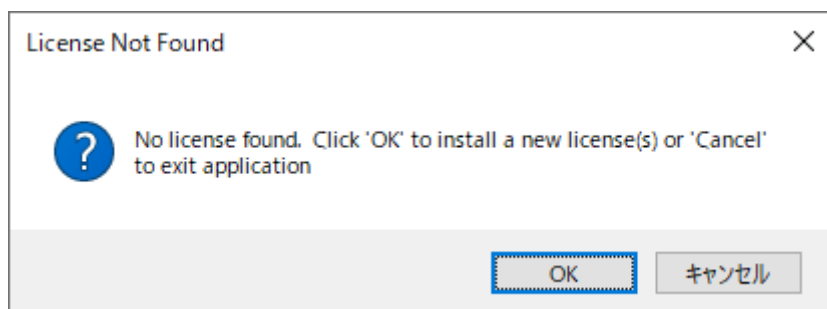 License Not Found
No license found.  Click 'OK' to install a new license(s) or 'Cancel'
to exit application
OK
キャンセル